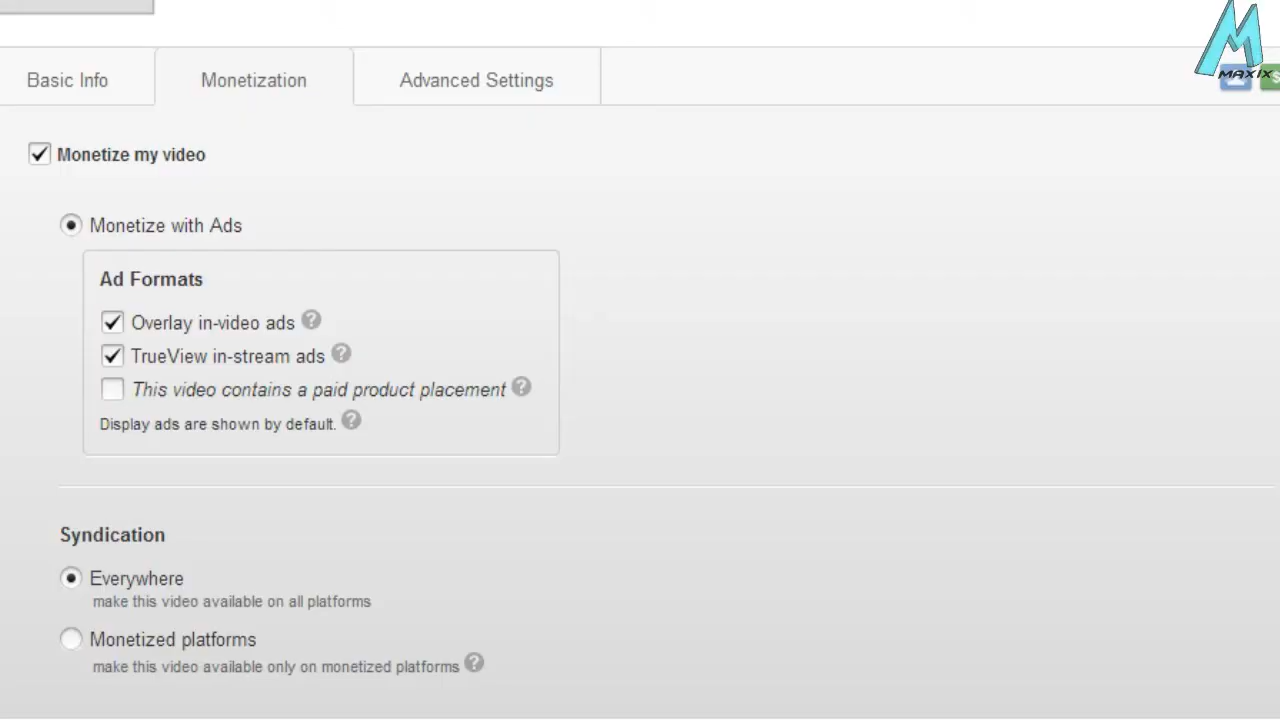 MAXIX
Basic Info
Monetization
Advanced Settings
Monetize my video
Monetize with Ads
Ad Formats
Overlay in-video ads ?
TrueView in-stream ads ?
This video contains a paid product placement ?
Display ads are shown by default. ?
Syndication
Everywhere
make this video available on all platforms
Monetized platforms
make this video available only on monetized platforms ?